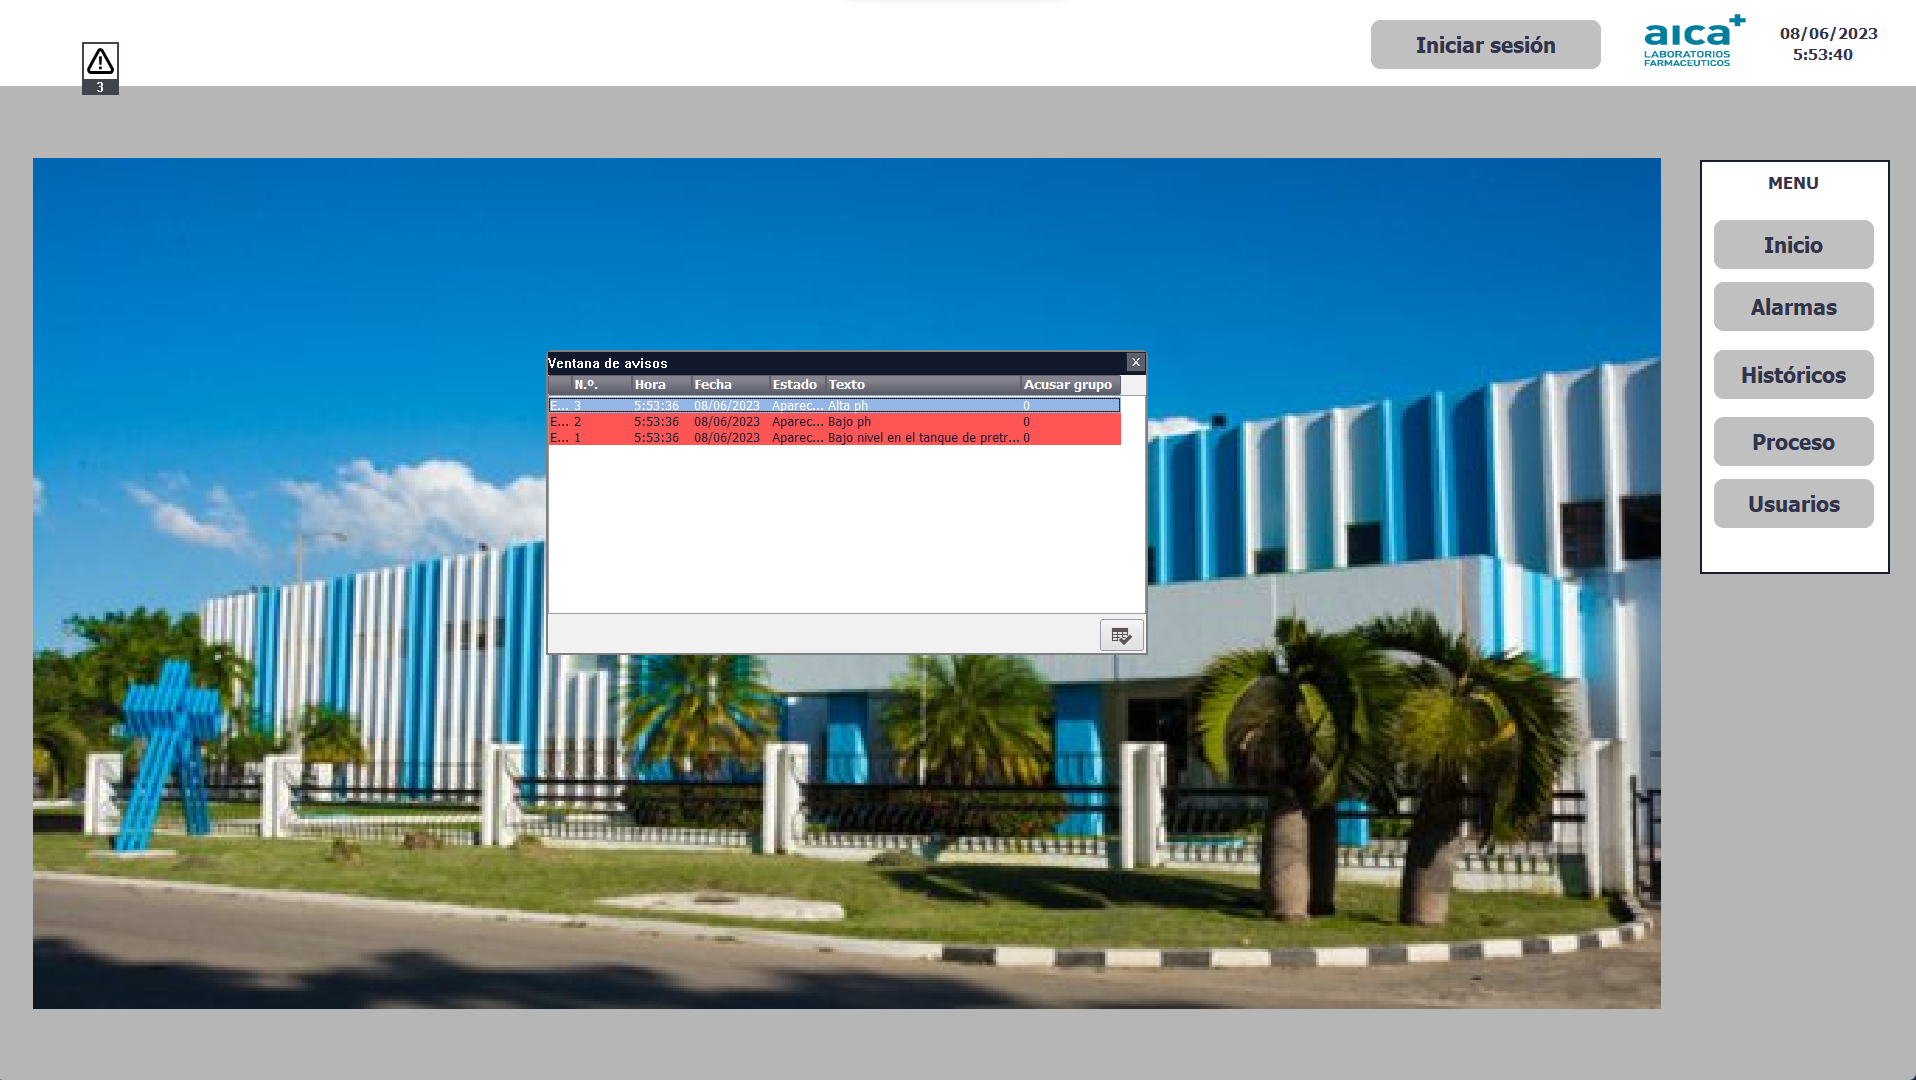 Iniciar sesión
aica+
LABORATORIOS
FARMACEUTICOS
08/06/2023
5:53:40
3
MENU
Inicio
Alarmas
Históricos
Proceso
Usuarios
Ventana de avisos
N.º. Hora Fecha Estado Texto Acusar grupo
E... 3 5:53:36 08/06/2023 Aparec... Alta ph 0
E... 2 5:53:36 08/06/2023 Aparec... Bajo ph 0
E... 1 5:53:36 08/06/2023 Aparec... Bajo nivel en el tanque de pretr... 0